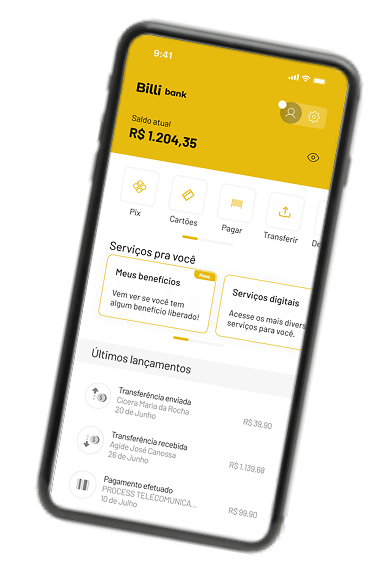 9:41
Billi bank
Saldo atual
R$ 1.204,35
Pix
Cartões
Pagar
Transferir
De
Serviços pra você
Meus benefícios
Novo
Vem ver se você tem
algum benefício liberado!
Serviços digitais
Acesse os mais divers
serviços para você.
Últimos lançamentos
Transferência enviada
Cícera Maria da Rocha
20 de Junho
R$ 39,90
Transferência recebida
Agide José Canossa
26 de Junho
R$ 1.139,68
Pagamento efetuado
PROCESS TELECOMUNICA...
10 de Julho
R$ 99,90